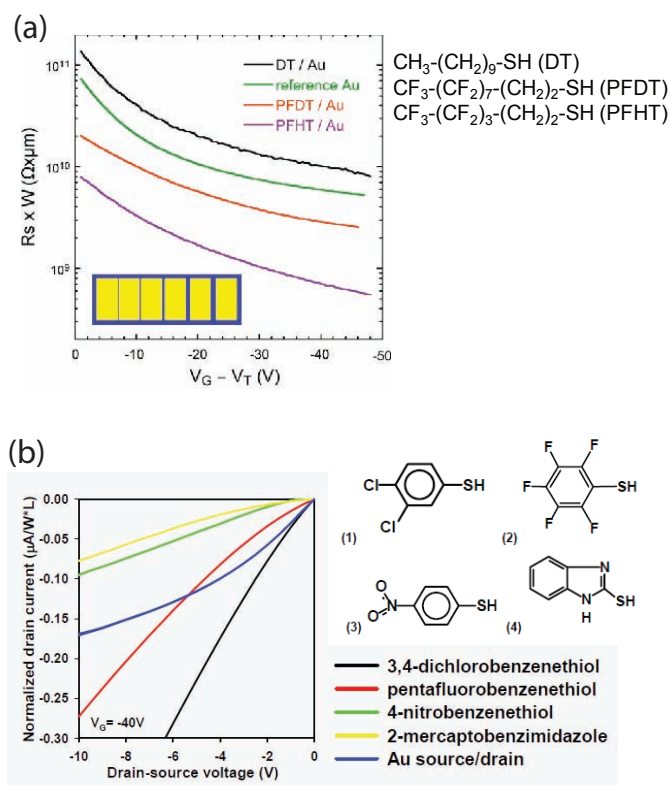 (a)
10¹¹
10¹⁰
10⁹
Rs x W (Ωxμm)
DT / Au
reference Au
PFDT / Au
PFHT / Au
0
-10
-20
-30
-40
-50
V_G – V_T (V)
CH₃-(CH₂)₉-SH (DT)
CF₃-(CF₂)₇-(CH₂)₂-SH (PFDT)
CF₃-(CF₂)₃-(CH₂)₂-SH (PFHT)
(b)
Normalized drain current (μA/W*L)
0.00
-0.05
-0.10
-0.15
-0.20
-0.25
-0.30
V_G= -40V
-10
-8
-6
-4
-2
0
Drain-source voltage (V)
Cl
Cl
SH
(1)
F
F
F
F
F
SH
(2)
O
N
O
SH
(3)
N
N
H
SH
(4)
3,4-dichlorobenzenethiol
pentafluorobenzenethiol
4-nitrobenzenethiol
2-mercaptobenzimidazole
Au source/drain